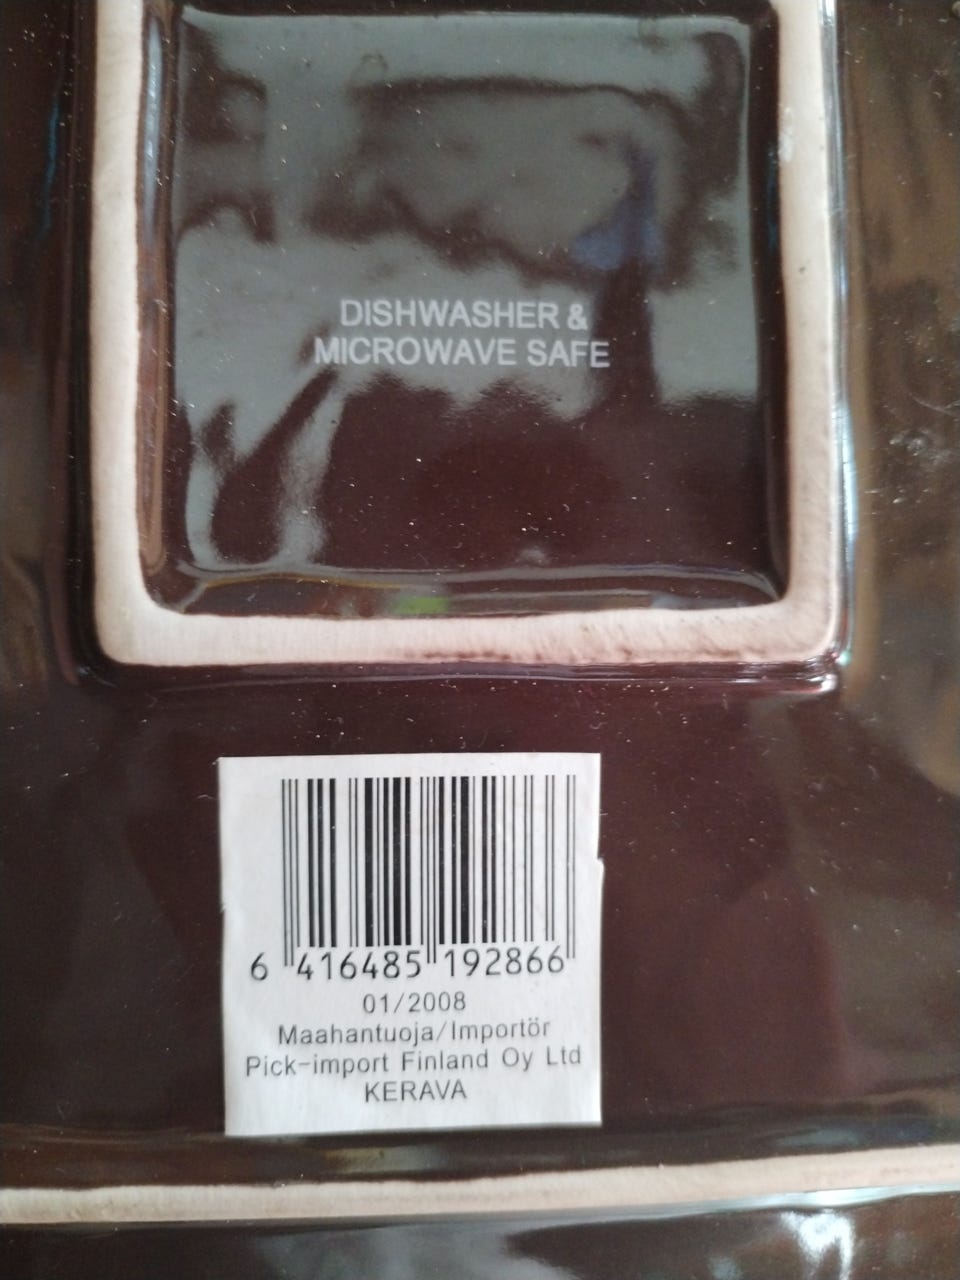 DISHWASHER &
MICROWAVE SAFE
6 416485 192866
01/2008
Maahantuoja/Importör
Pick-import Finland Oy Ltd
KERAVA